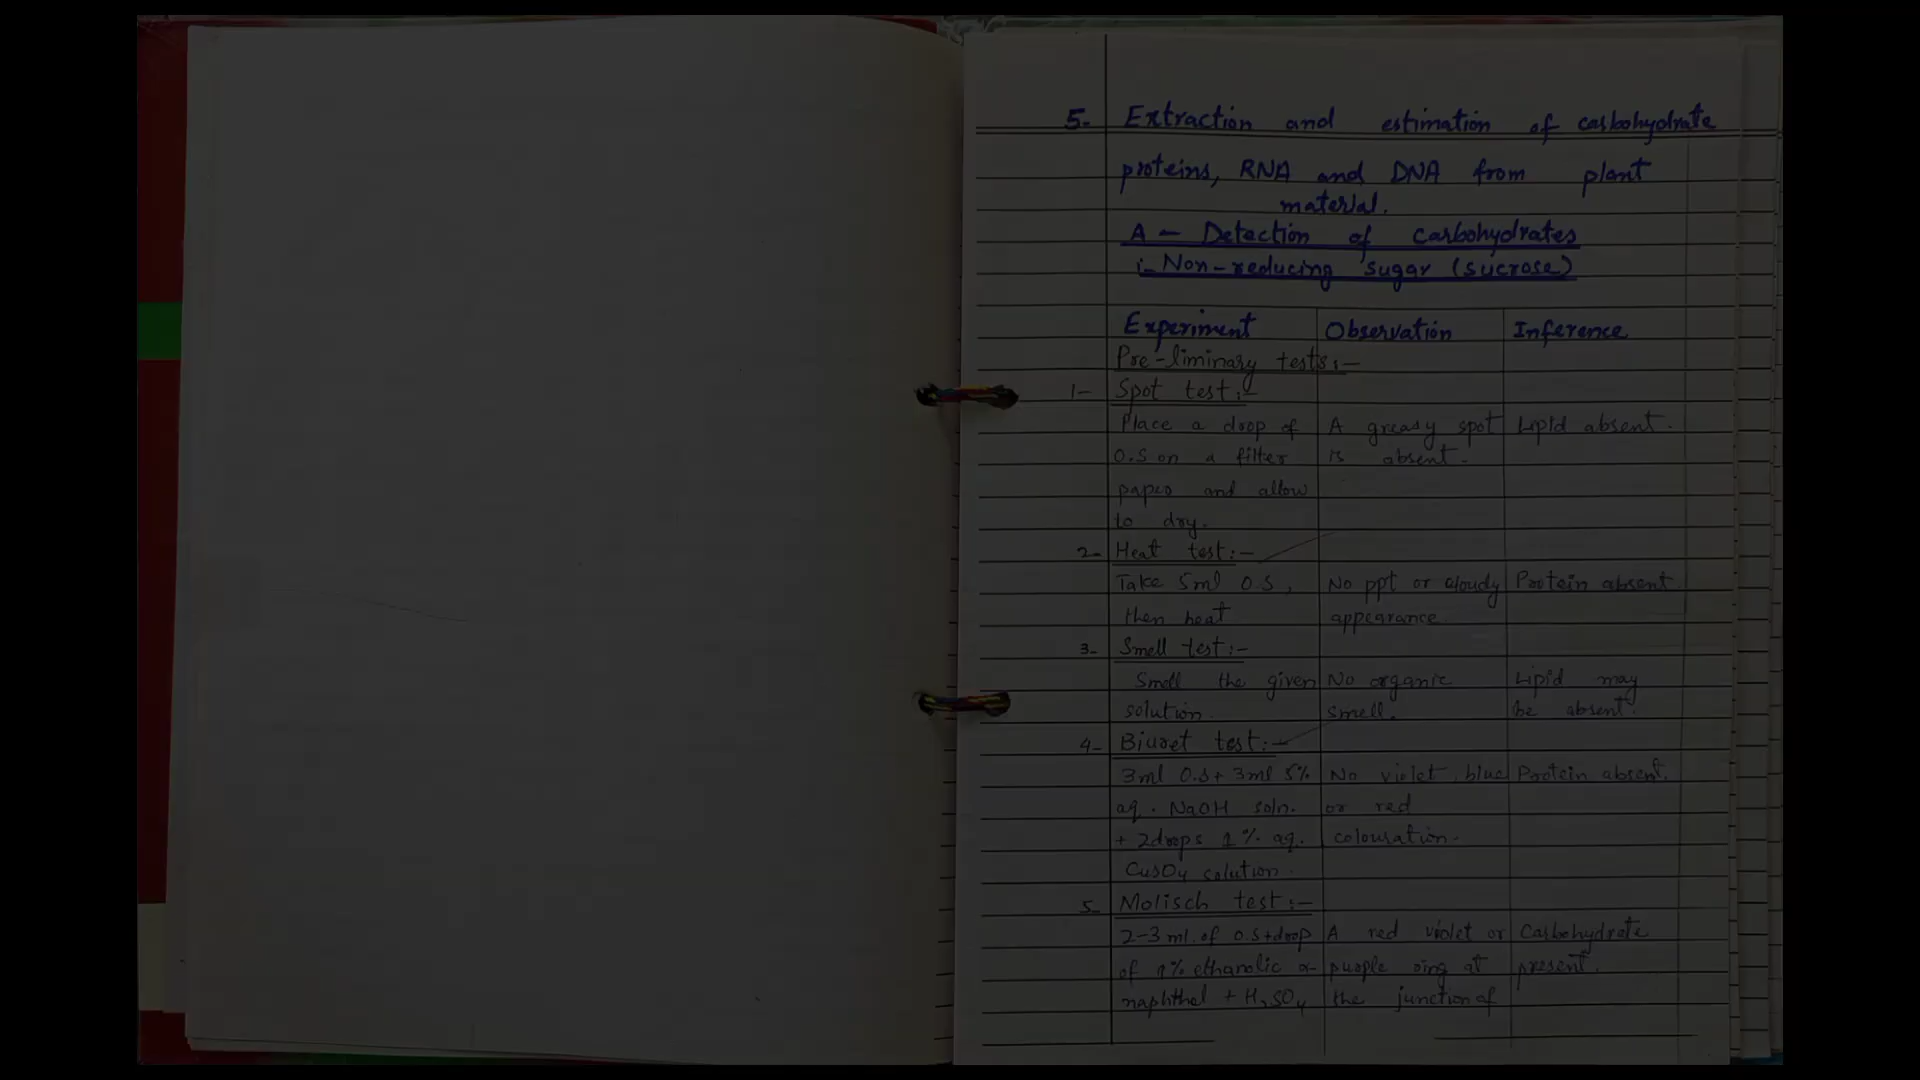 5- Extraction and estimation of carbohydrate
proteins, RNA and DNA from plant
material.
A - Detection of carbohydrates
i- Non-reducing sugar (sucrose)
Experiment Observation Inference
Pre-liminary tests:-
1- Spot test:-
Place a drop of A greasy spot Lipid absent.
O.S on a filter is absent.
paper and allow
to dry.
2- Heat test:-
Take 5ml O.S, No ppt or cloudy Protein absent
then heat appearance
3- Smell test:-
Smell the given No organic Lipid may
solution. smell. be absent.
4- Biuret test:-
3ml O.S+ 3ml 5% No violet, blue Protein absent.
aq. NaOH soln. or red
+ 2drops 1% aq. colouration.
CuSO4 solution.
5- Molisch test:-
2-3 ml of O.S+drop A red violet or Carbohydrate
of 1% ethanolic α- purple ring at present.
naphthol + H2SO4 the junction of